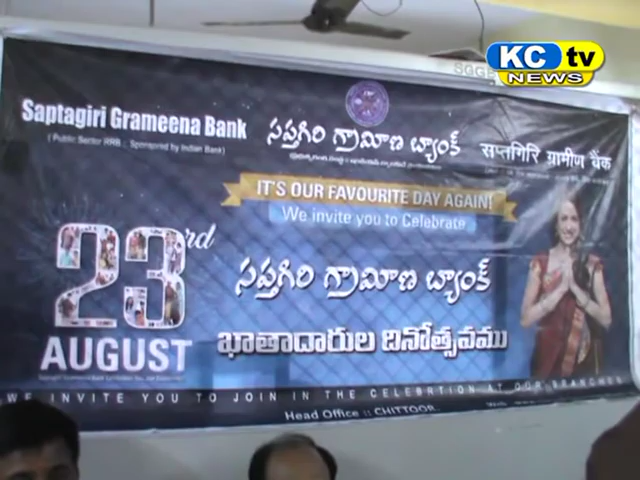 KC tv
NEWS
Saptagiri Grameena Bank
( Public Sector RRB : Sponsored by Indian Bank)
సప్తగిరి గ్రామీణ బ్యాంక్
सप्तगिरि ग्रामीण बैंक
IT'S OUR FAVOURITE DAY AGAIN!
We invite you to Celebrate
23rd
AUGUST
సప్తగిరి గ్రామీణ బ్యాంక్
ఖాతాదారుల దినోత్సవము
WE INVITE YOU TO JOIN IN THE CELEBRTION AT OUR BRANCHES
Head Office :: CHITTOOR.